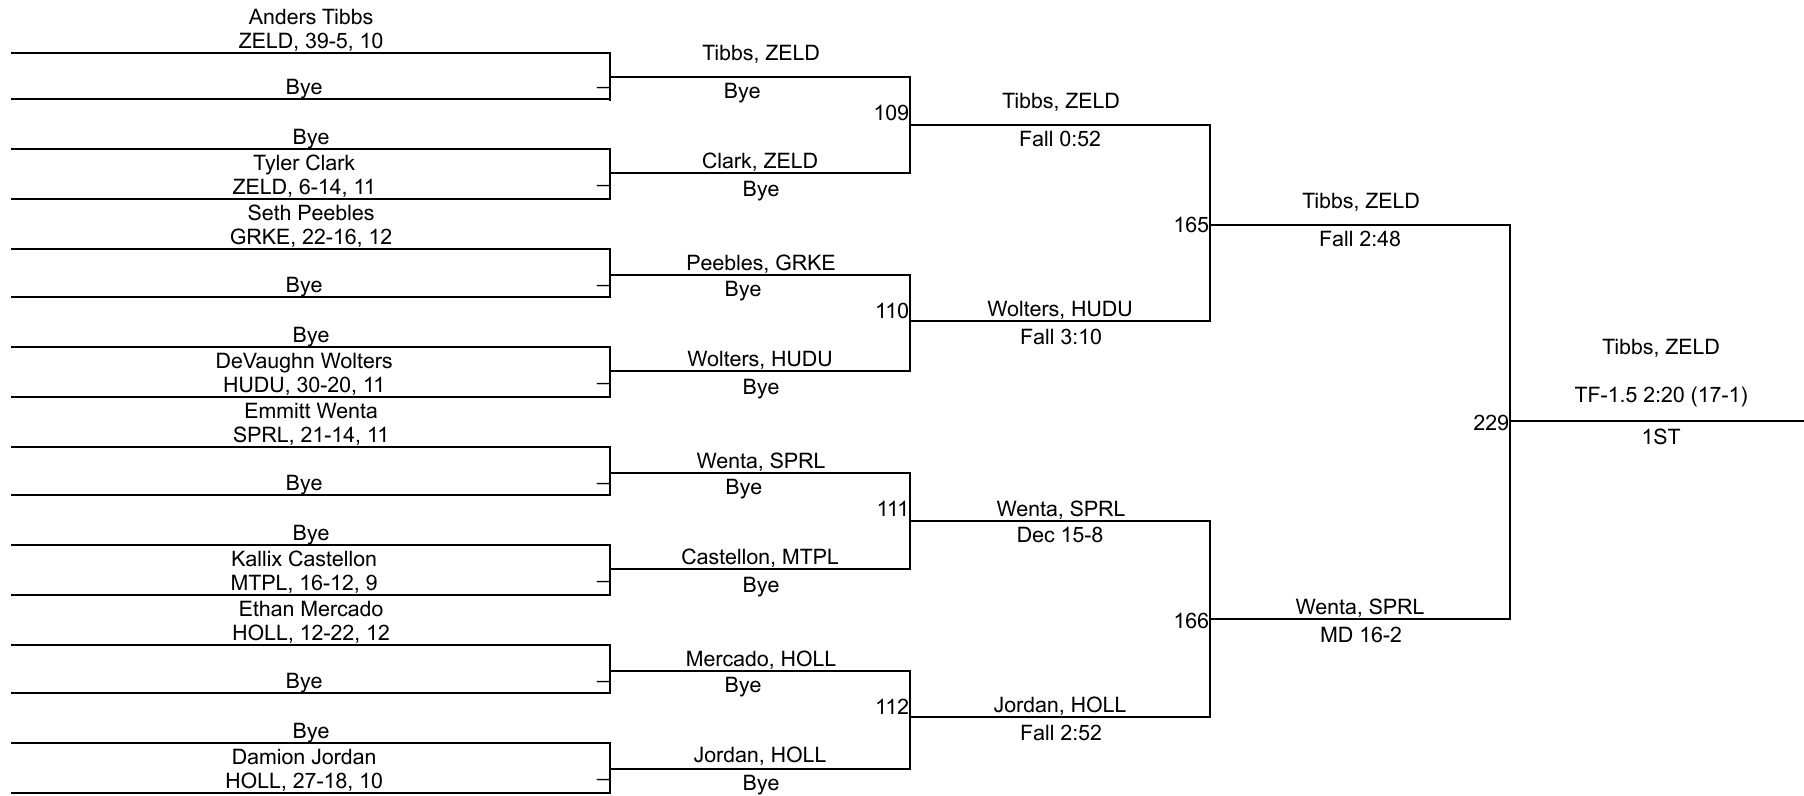 Anders Tibbs
ZELD, 39-5, 10
Bye
Bye
Tyler Clark
ZELD, 6-14, 11
Seth Peebles
GRKE, 22-16, 12
Bye
Bye
DeVaughn Wolters
HUDU, 30-20, 11
Emmitt Wenta
SPRL, 21-14, 11
Bye
Bye
Kallix Castellon
MTPL, 16-12, 9
Ethan Mercado
HOLL, 12-22, 12
Bye
Bye
Damion Jordan
HOLL, 27-18, 10
Tibbs, ZELD
Bye
109
Clark, ZELD
Bye
Peebles, GRKE
Bye
110
Wolters, HUDU
Bye
Wenta, SPRL
Bye
111
Castellon, MTPL
Bye
Mercado, HOLL
Bye
112
Jordan, HOLL
Bye
Tibbs, ZELD
Fall 0:52
165
Wolters, HUDU
Fall 3:10
Wenta, SPRL
Dec 15-8
166
Jordan, HOLL
Fall 2:52
Tibbs, ZELD
Fall 2:48
229
Wenta, SPRL
MD 16-2
Tibbs, ZELD
TF-1.5 2:20 (17-1)
1ST